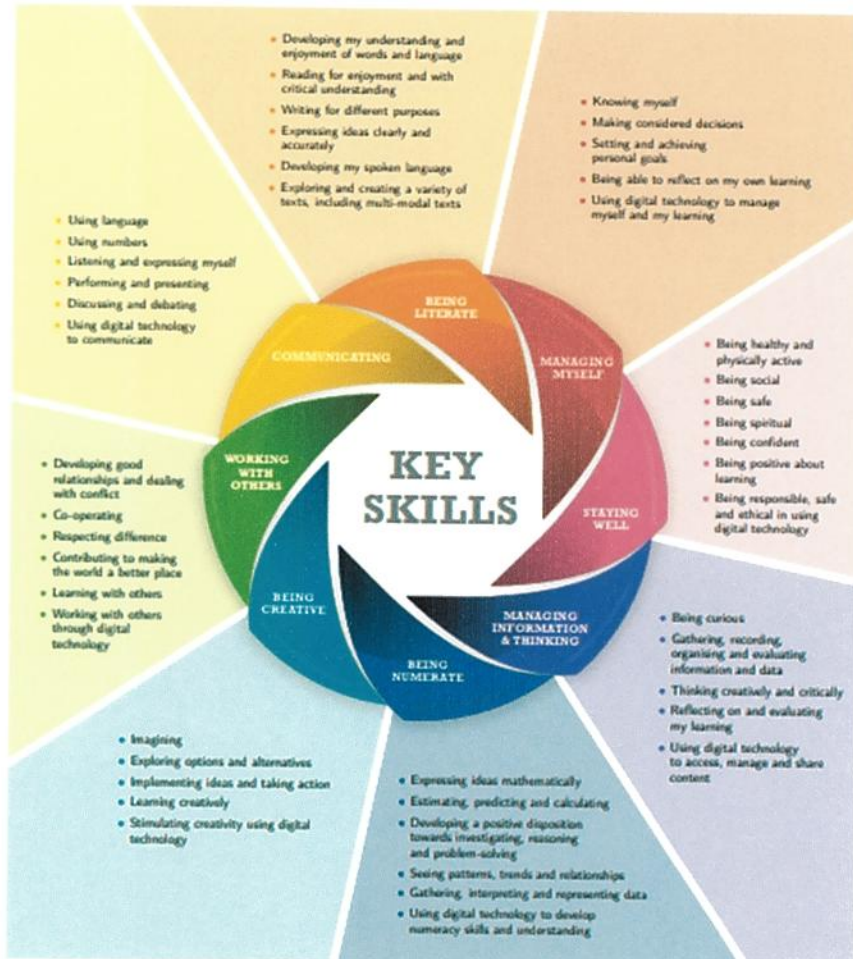 KEY
SKILLS
BEING
LITERATE
• Developing my understanding and
enjoyment of words and language
• Reading for enjoyment and with
critical understanding
• Writing for different purposes
• Expressing ideas clearly and
accurately
• Developing my spoken language
• Exploring and creating a variety of
texts, including multi-modal texts
MANAGING
MYSELF
• Knowing myself
• Making considered decisions
• Setting and achieving
personal goals
• Being able to reflect on my own learning
• Using digital technology to manage
myself and my learning
STAYING
WELL
• Being healthy and
physically active
• Being social
• Being safe
• Being spiritual
• Being confident
• Being positive about
learning
• Being responsible, safe
and ethical in using
digital technology
MANAGING
INFORMATION
& THINKING
• Being curious
• Gathering, recording,
organising and evaluating
information and data
• Thinking creatively and critically
• Reflecting on and evaluating
my learning
• Using digital technology
to access, manage and share
content
BEING
NUMERATE
• Expressing ideas mathematically
• Estimating, predicting and calculating
• Developing a positive disposition
towards investigating, reasoning
and problem-solving
• Seeing patterns, trends and relationships
• Gathering, interpreting and representing data
• Using digital technology to develop
numeracy skills and understanding
BEING
CREATIVE
• Imagining
• Exploring options and alternatives
• Implementing ideas and taking action
• Learning creatively
• Stimulating creativity using digital
technology
WORKING
WITH
OTHERS
• Developing good
relationships and dealing
with conflict
• Co-operating
• Respecting difference
• Contributing to making
the world a better place
• Learning with others
• Working with others
through digital
technology
COMMUNICATING
• Using language
• Using numbers
• Listening and expressing myself
• Performing and presenting
• Discussing and debating
• Using digital technology
to communicate